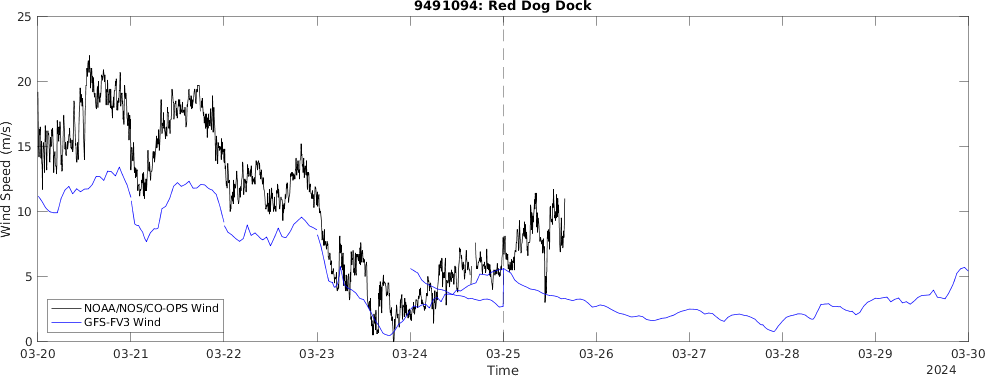 9491094: Red Dog Dock
25
20
15
10
5
0
Wind Speed (m/s)
NOAA/NOS/CO-OPS Wind
GFS-FV3 Wind
03-20 03-21 03-22 03-23 03-24 03-25 03-26 03-27 03-28 03-29 03-30
Time
2024